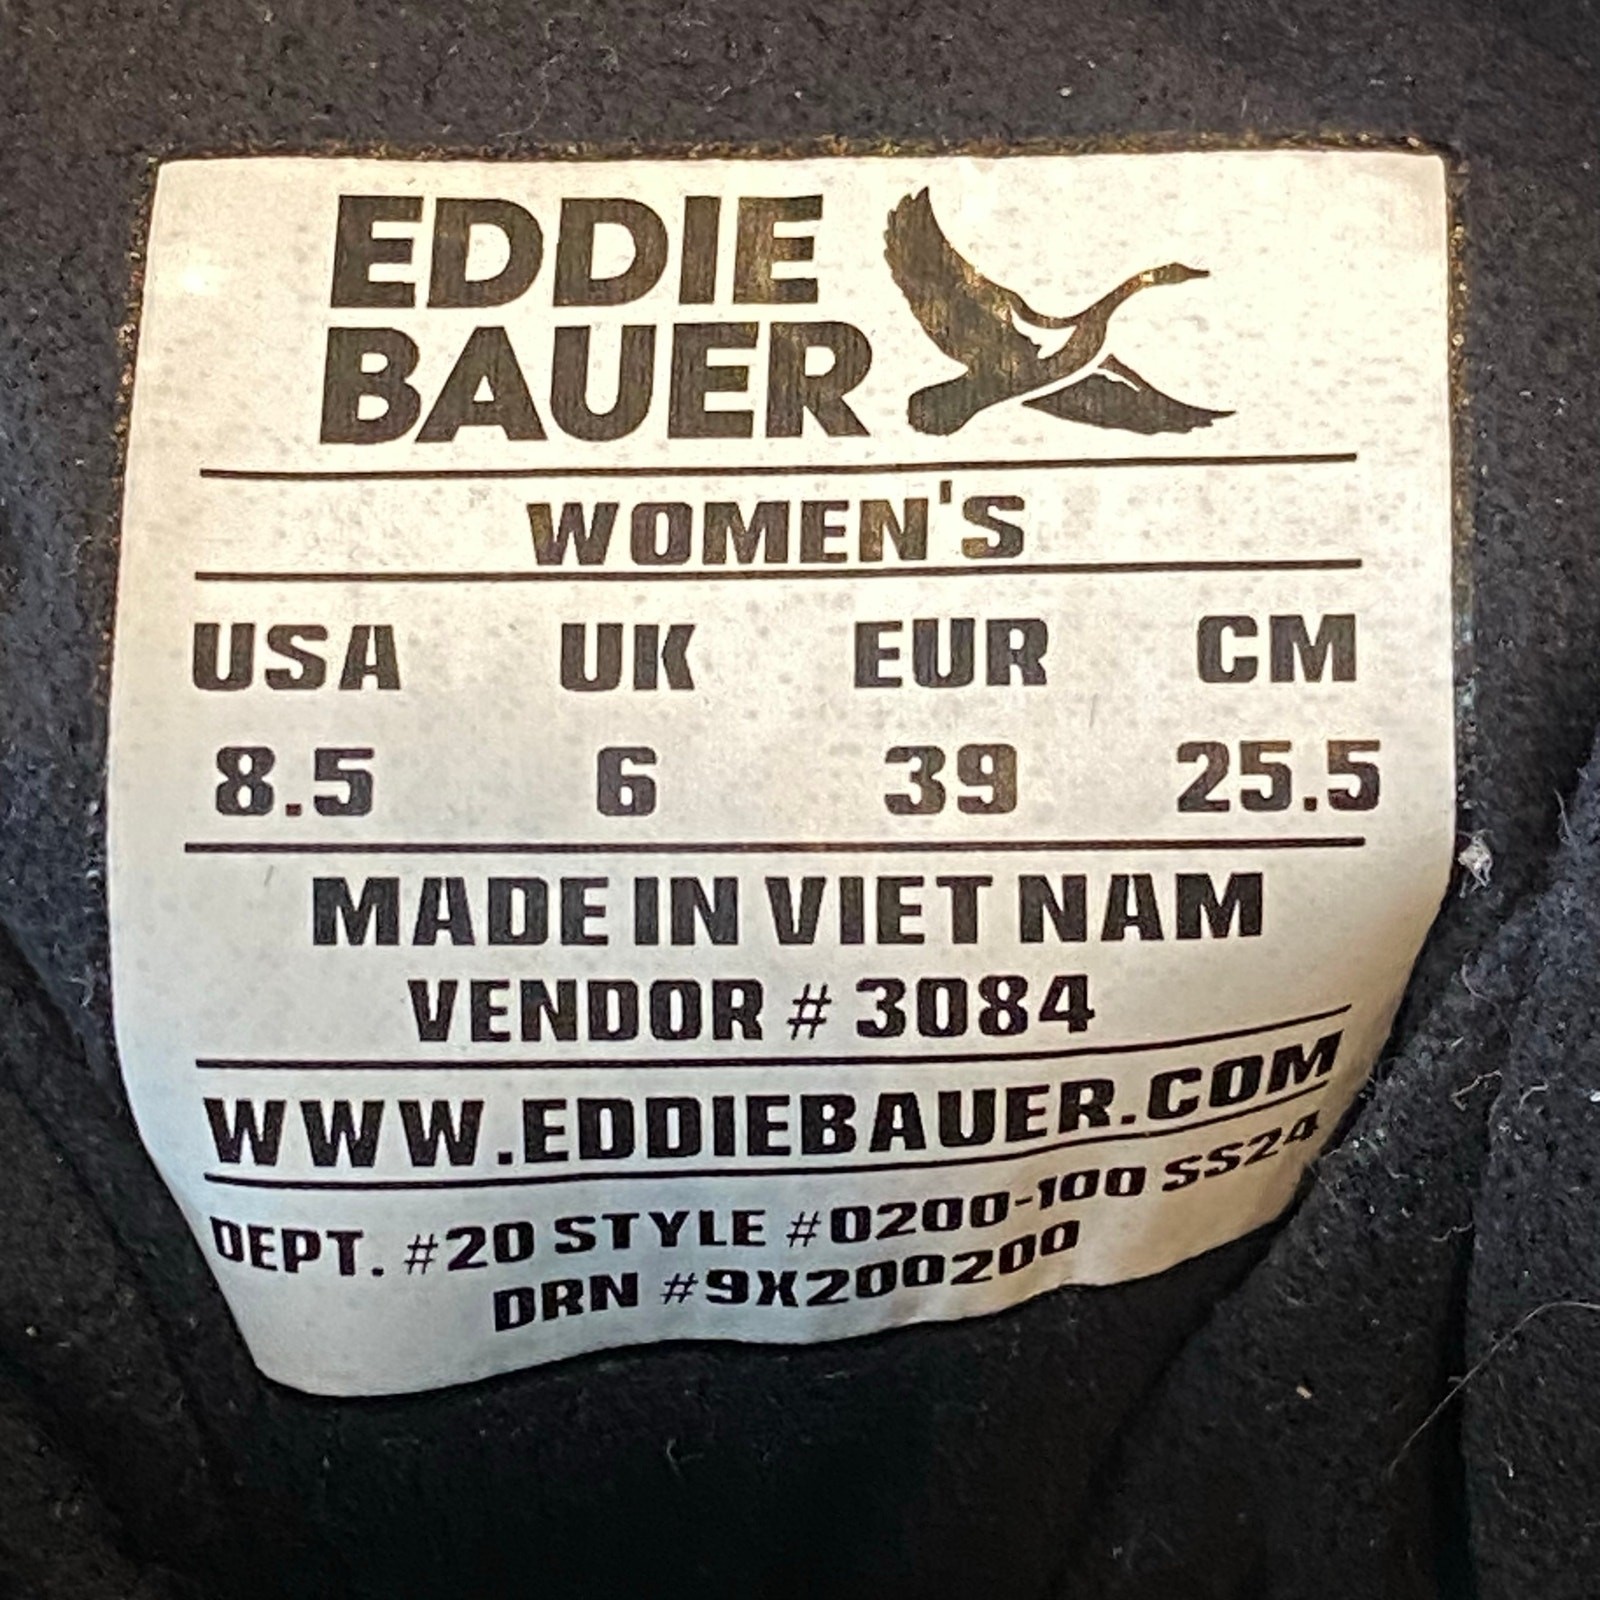 EDDIE
BAUER
WOMEN'S
USA UK EUR CM
8.5 6 39 25.5
MADE IN VIET NAM
VENDOR # 3084
WWW.EDDIEBAUER.COM
DEPT. #20 STYLE #0200-100 SS24
DRN #9X200200